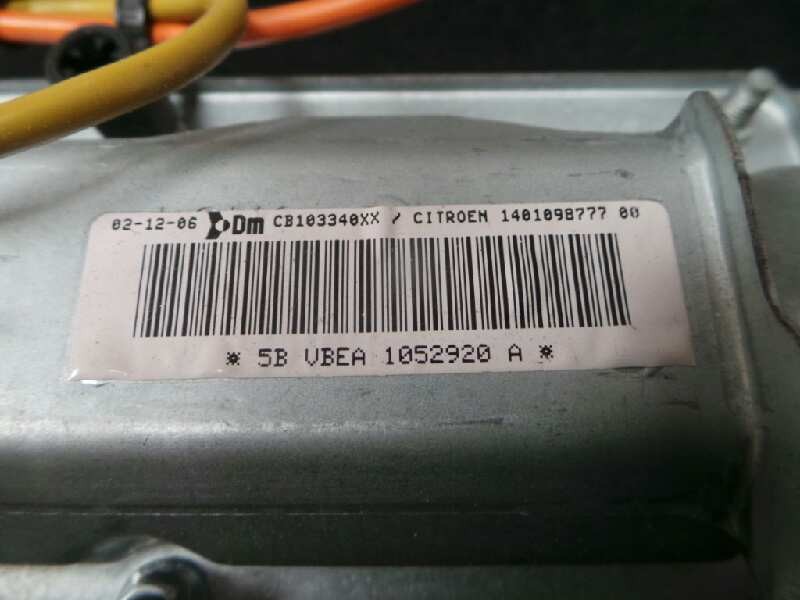 02-12-06 Dm CB103340XX / CITROEN 1401098777 00
* 5B VBEA 1052920 A *